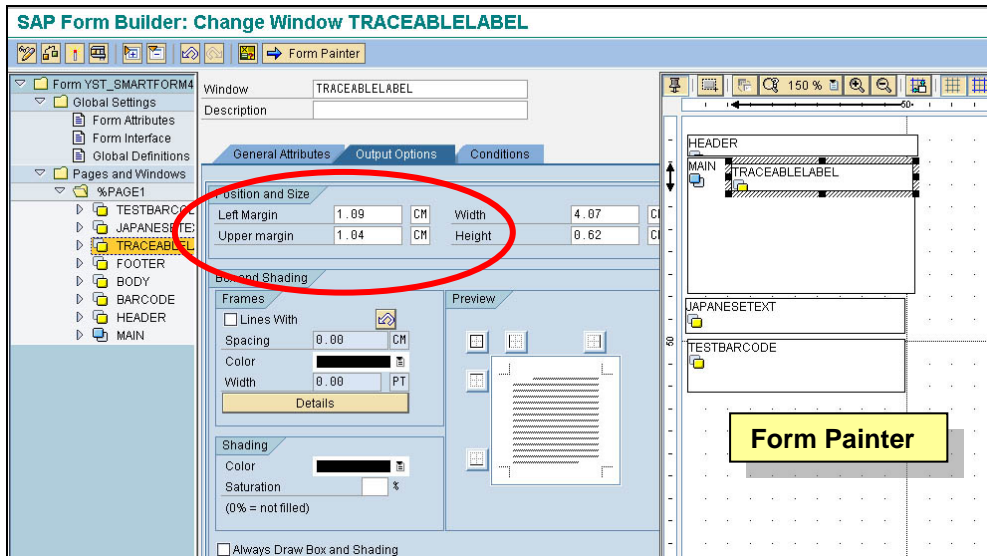 SAP Form Builder: Change Window TRACEABLELABEL
Form Painter
Form YST_SMARTFORM4
Global Settings
Form Attributes
Form Interface
Global Definitions
Pages and Windows
%PAGE1
TESTBARCO
JAPANESETE
TRACEABLEL
FOOTER
BODY
BARCODE
HEADER
MAIN
Window TRACEABLELABEL
Description
General Attributes Output Options Conditions
Position and Size
Left Margin 1.09 CM Width 4.07
Upper margin 1.04 CM Height 0.62
Box and Shading
Frames
Lines With
Spacing 0.00 CM
Color
Width 0.00 PT
Details
Preview
Shading
Color
Saturation %
(0% = not filled)
Always Draw Box and Shading
150 %
50
HEADER
MAIN TRACEABLELABEL
JAPANESETEXT
50
TESTBARCODE
Form Painter